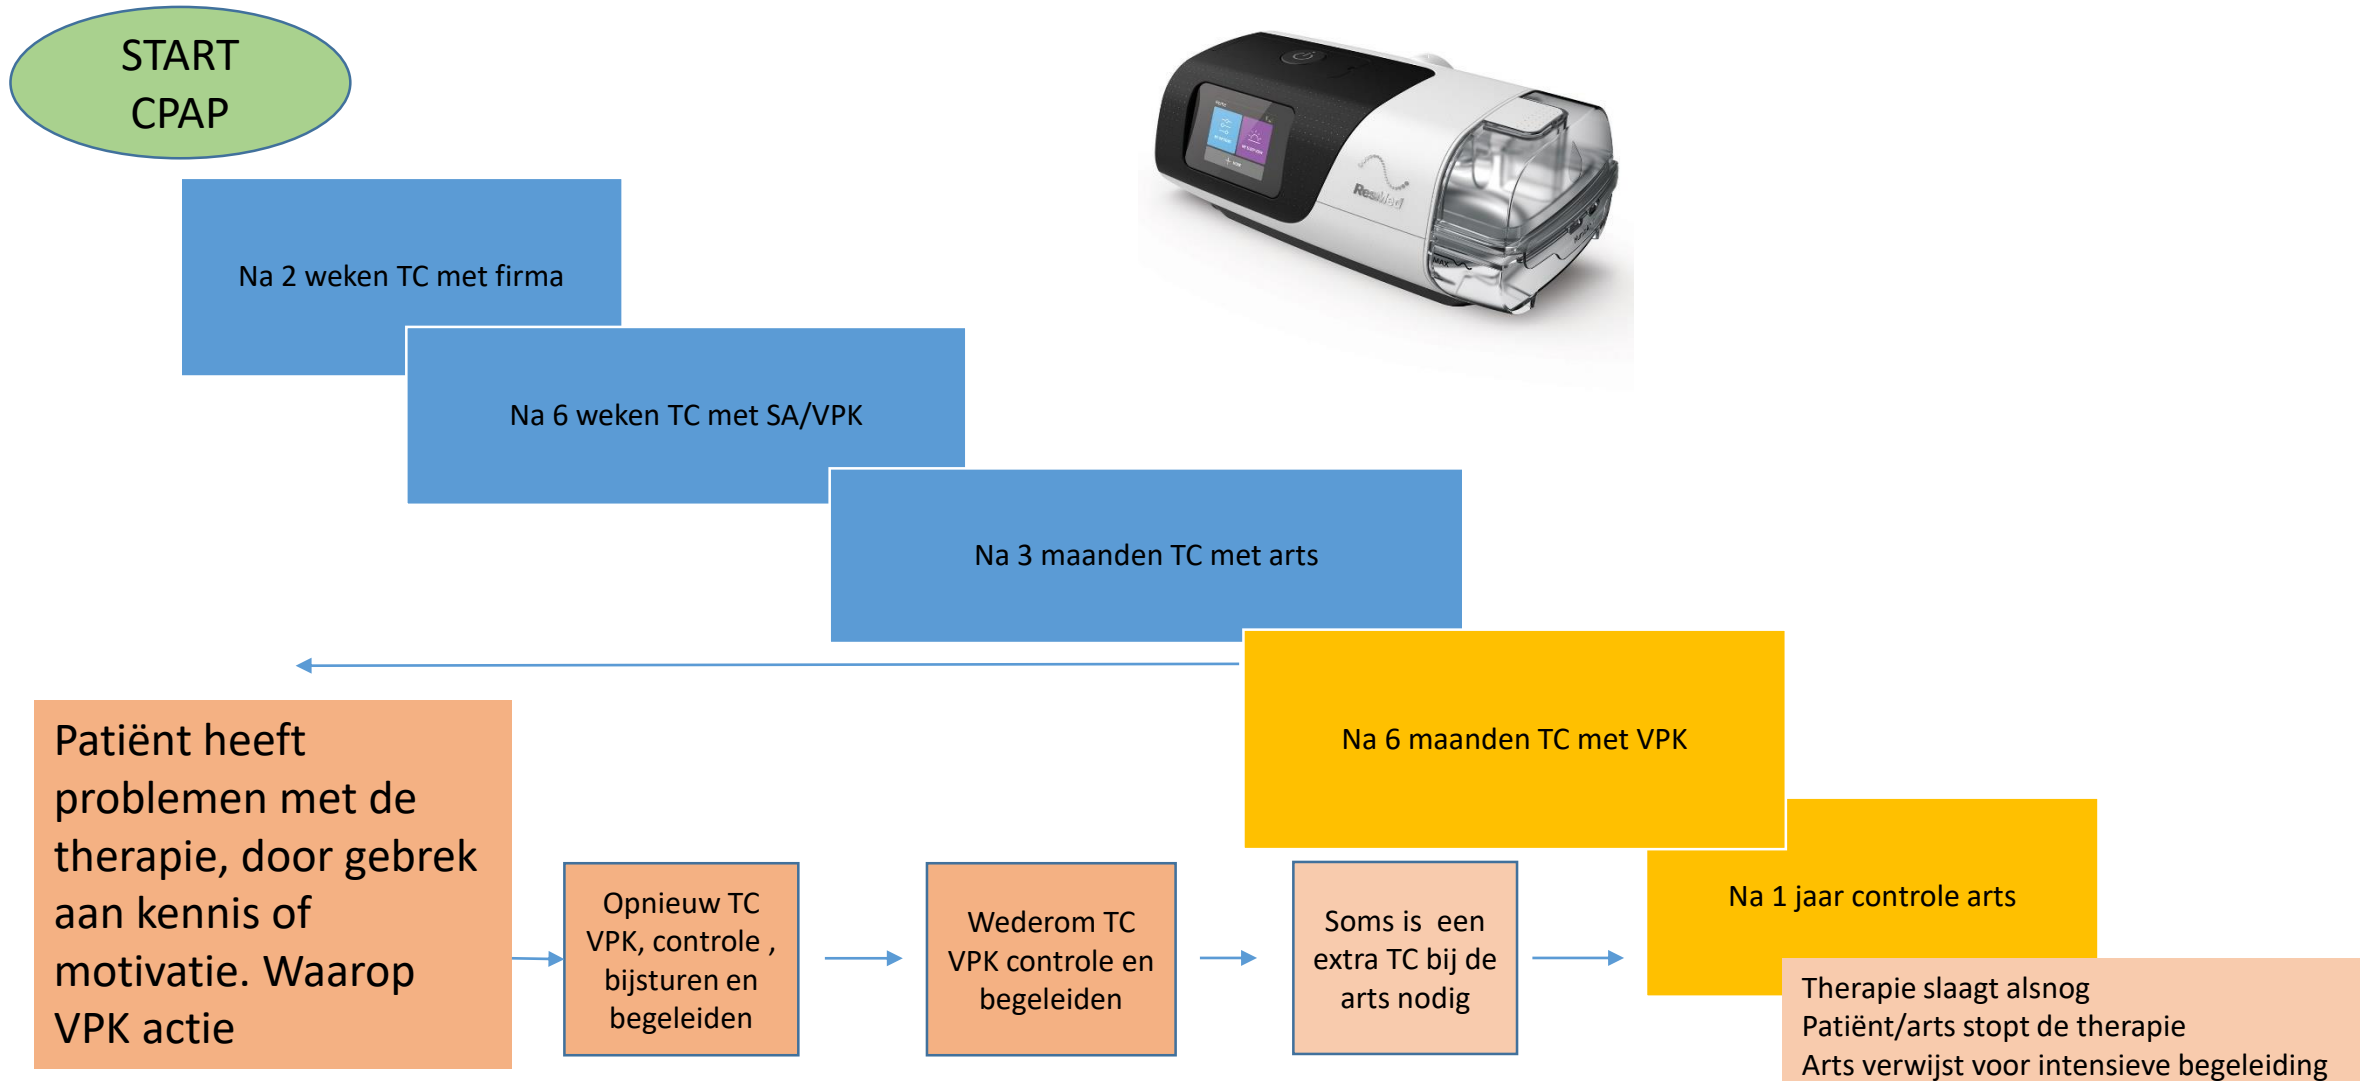 START
CPAP
Na 2 weken TC met firma
ResMed
MAX
Na 6 weken TC met SA/VPK
Na 3 maanden TC met arts
Na 6 maanden TC met VPK
Patiënt heeft
problemen met de
therapie, door gebrek
aan kennis of
motivatie. Waarop
VPK actie
Opnieuw TC
VPK, controle ,
bijsturen en
begeleiden
Wederom TC
VPK controle en
begeleiden
Soms is  een
extra TC bij de
arts nodig
Na 1 jaar controle arts
Therapie slaagt alsnog
Patiënt/arts stopt de therapie
Arts verwijst voor intensieve begeleiding